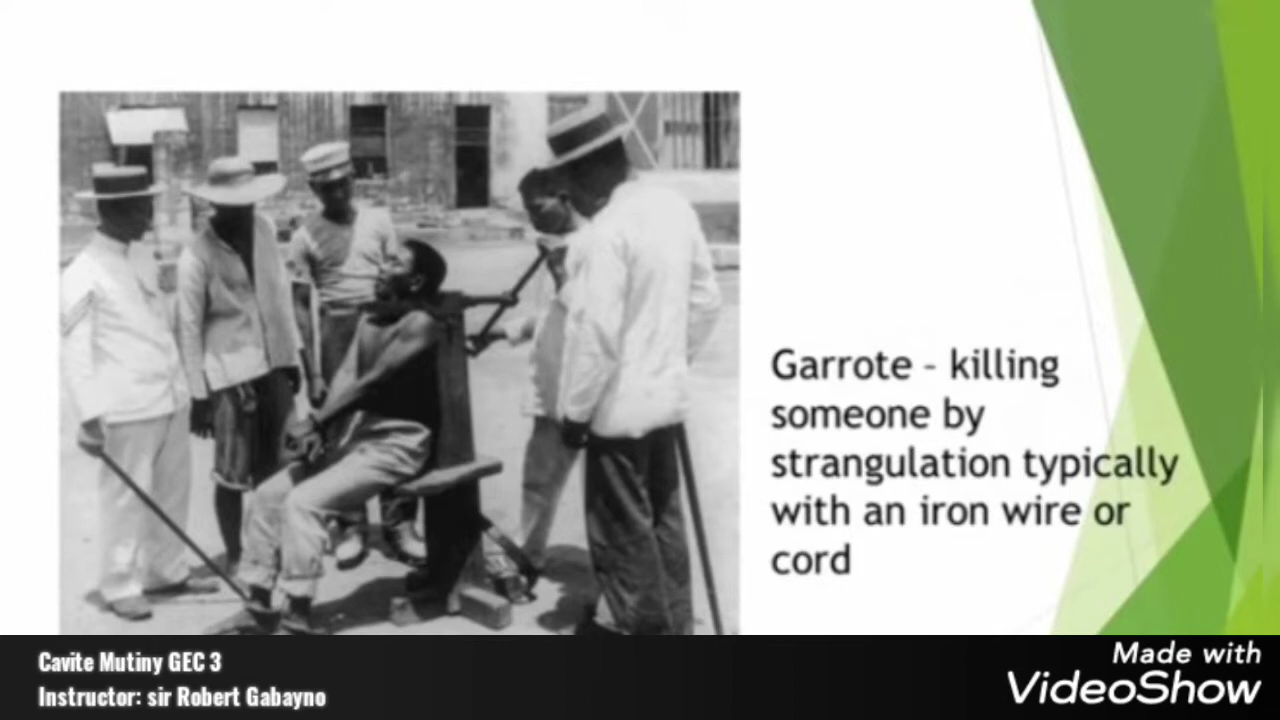 Garrote - killing
someone by
strangulation typically
with an iron wire or
cord
Cavite Mutiny GEC 3
Instructor: sir Robert Gabayno
Made with
VideoShow